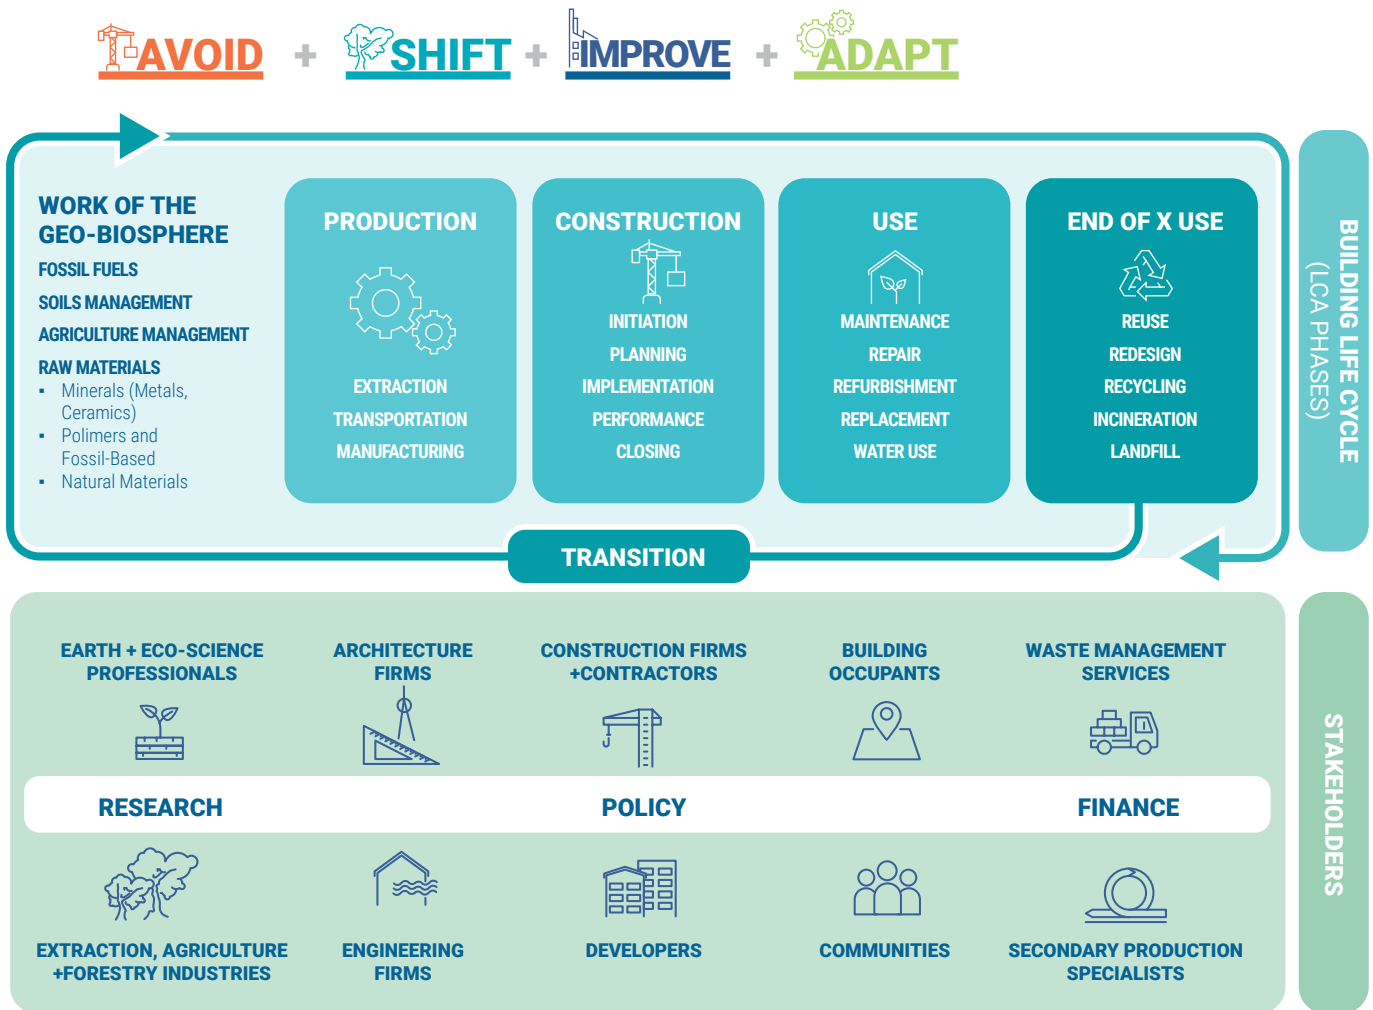 AVOID + SHIFT + IMPROVE + ADAPT
WORK OF THE
GEO-BIOSPHERE
FOSSIL FUELS
SOILS MANAGEMENT
AGRICULTURE MANAGEMENT
RAW MATERIALS
▪ Minerals (Metals,
Ceramics)
▪ Polimers and
Fossil-Based
▪ Natural Materials
PRODUCTION
EXTRACTION
TRANSPORTATION
MANUFACTURING
CONSTRUCTION
INITIATION
PLANNING
IMPLEMENTATION
PERFORMANCE
CLOSING
USE
MAINTENANCE
REPAIR
REFURBISHMENT
REPLACEMENT
WATER USE
END OF X USE
REUSE
REDESIGN
RECYCLING
INCINERATION
LANDFILL
BUILDING LIFE CYCLE
(LCA PHASES)
TRANSITION
EARTH + ECO-SCIENCE
PROFESSIONALS
ARCHITECTURE
FIRMS
CONSTRUCTION FIRMS
+CONTRACTORS
BUILDING
OCCUPANTS
WASTE MANAGEMENT
SERVICES
RESEARCH
POLICY
FINANCE
EXTRACTION, AGRICULTURE
+FORESTRY INDUSTRIES
ENGINEERING
FIRMS
DEVELOPERS
COMMUNITIES
SECONDARY PRODUCTION
SPECIALISTS
STAKEHOLDERS